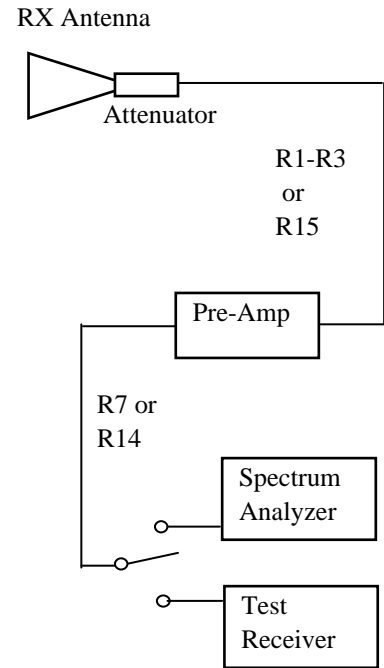 RX Antenna
Attenuator
R1-R3
or
R15
Pre-Amp
R7 or
R14
Spectrum
Analyzer
Test
Receiver